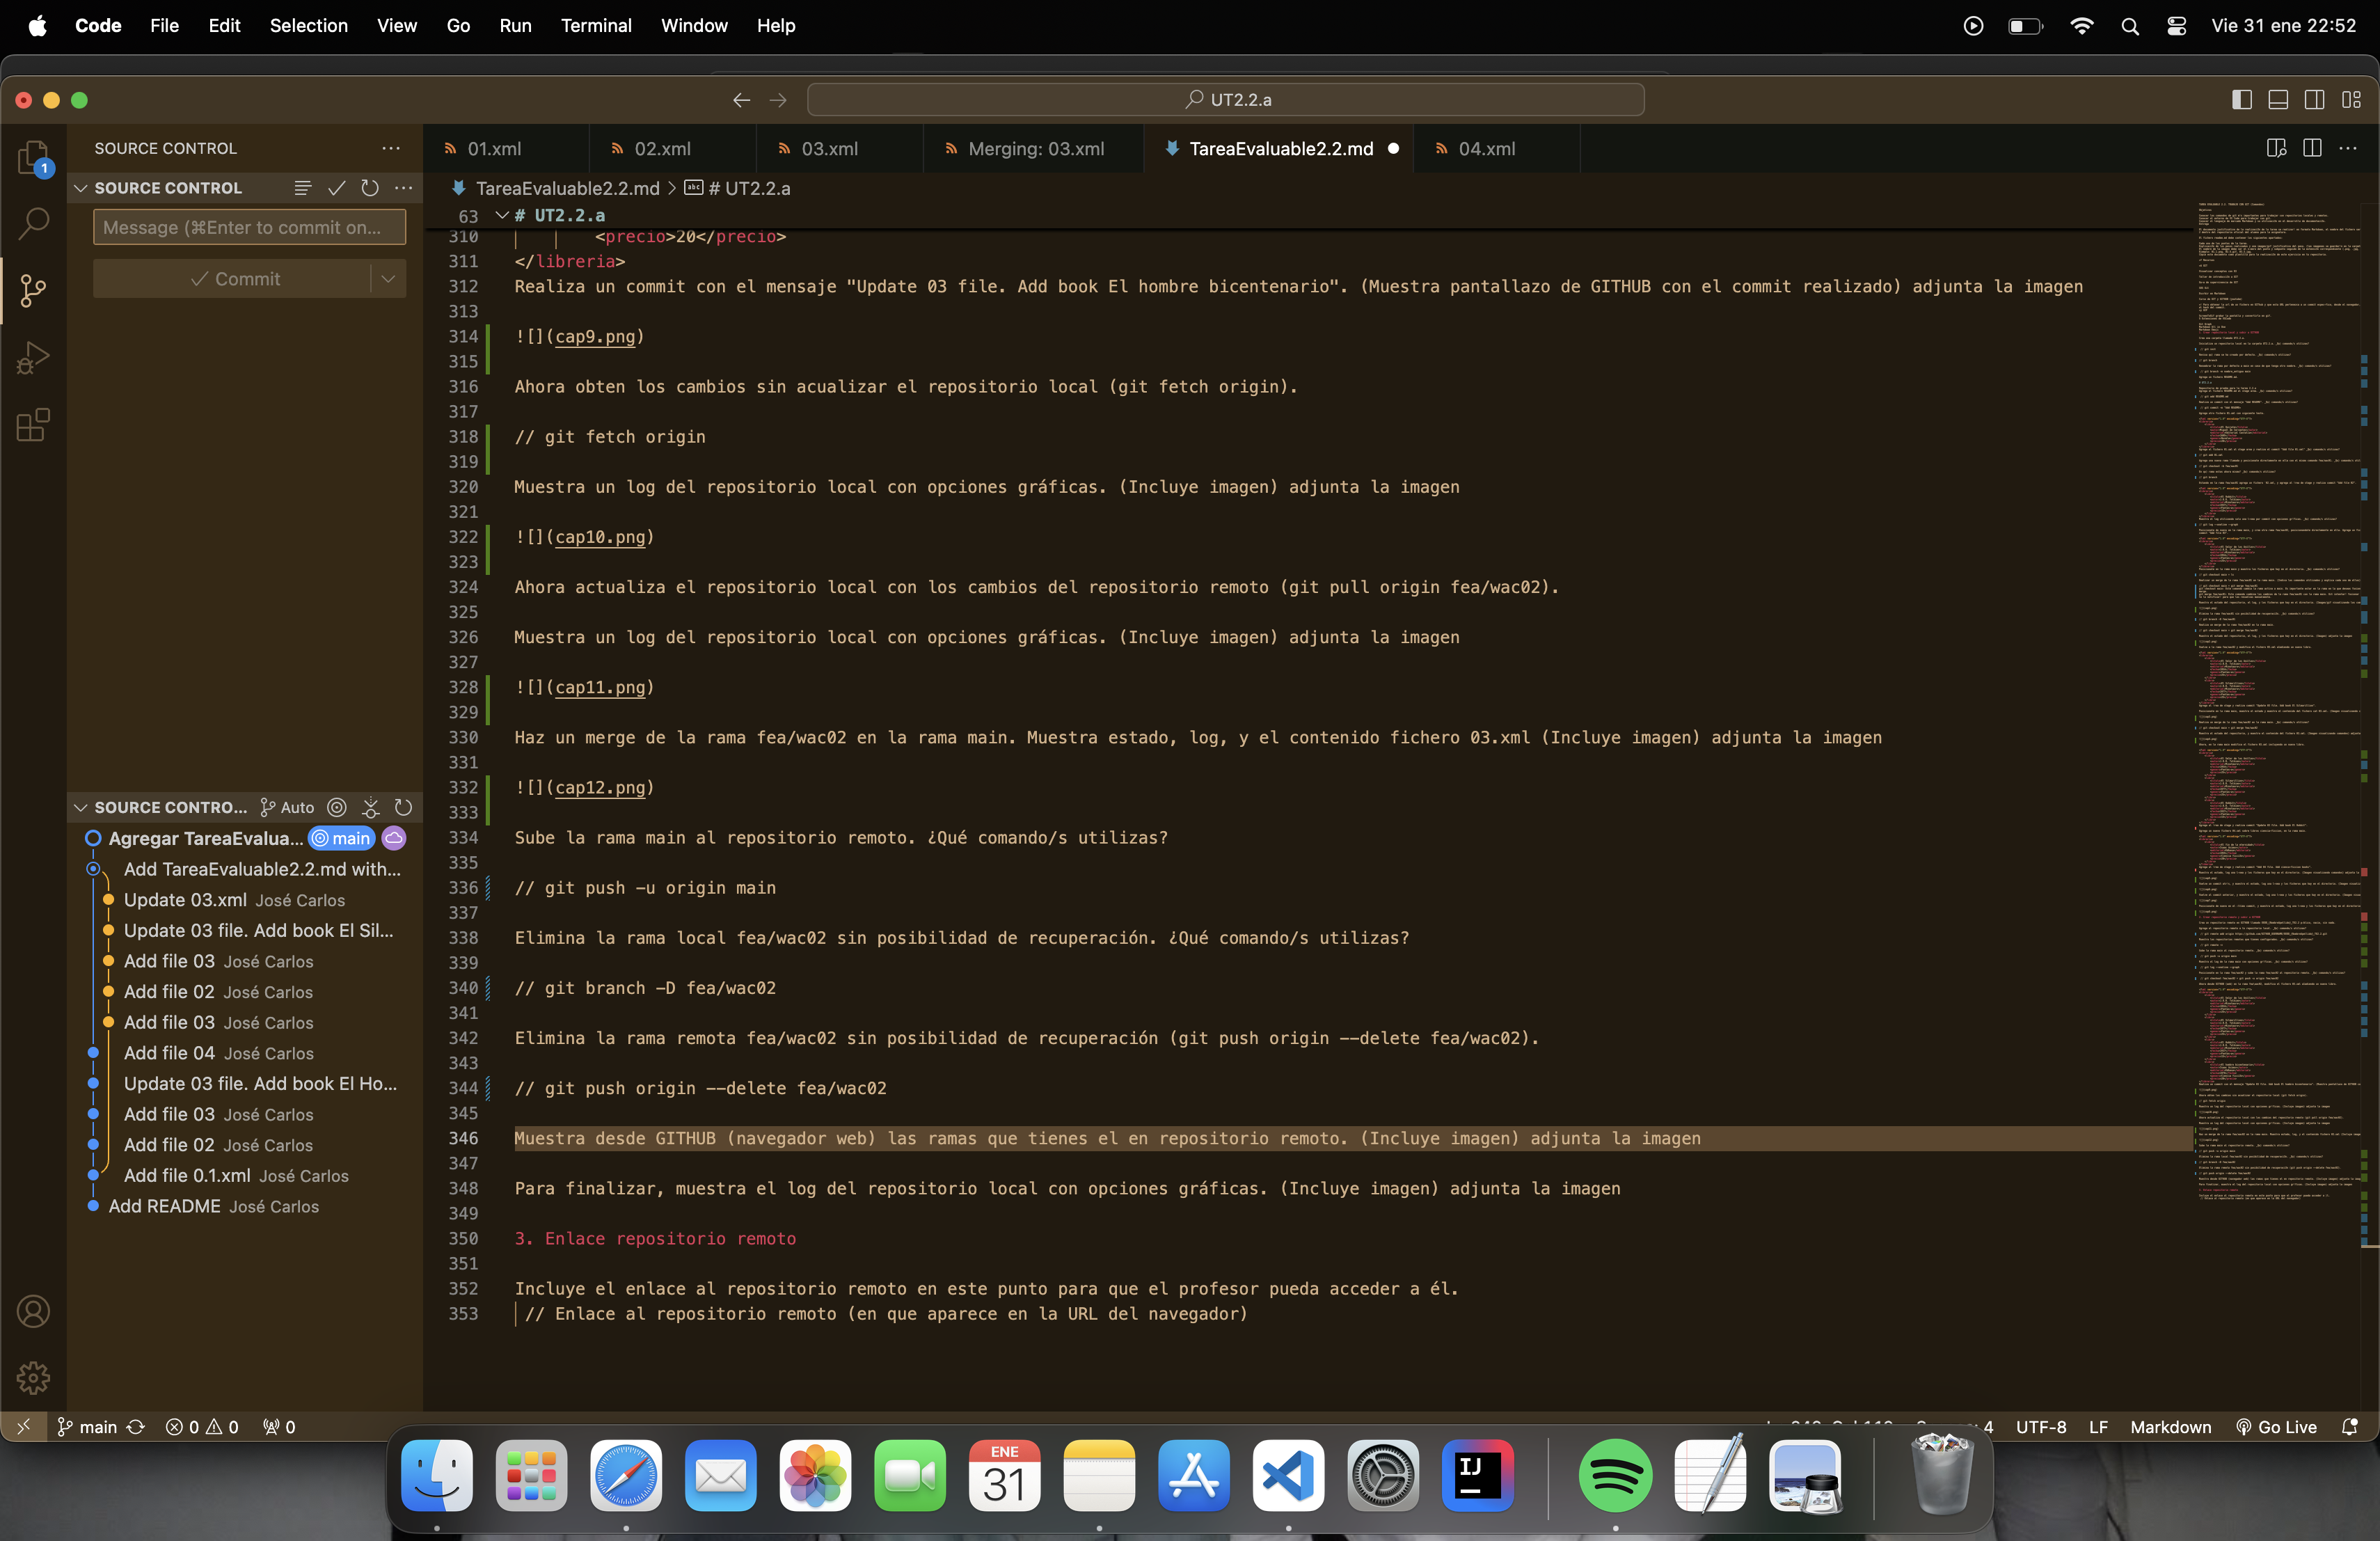 Code File Edit Selection View Go Run Terminal Window Help Vie 31 ene 22:52
UT2.2.a
SOURCE CONTROL
01.xml 02.xml 03.xml Merging: 03.xml TareaEvaluable2.2.md 04.xml
1
SOURCE CONTROL
Message (⌘Enter to commit on...
Commit
TareaEvaluable2.2.md > abc # UT2.2.a
63 # UT2.2.a
310 <precio>20</precio>
311 </libreria>
312 Realiza un commit con el mensaje "Update 03 file. Add book El hombre bicentenario". (Muestra pantallazo de GITHUB con el commit realizado) adjunta la imagen
313
314 ![](cap9.png)
315
316 Ahora obten los cambios sin acualizar el repositorio local (git fetch origin).
317
318 // git fetch origin
319
320 Muestra un log del repositorio local con opciones gráficas. (Incluye imagen) adjunta la imagen
321
322 ![](cap10.png)
323
324 Ahora actualiza el repositorio local con los cambios del repositorio remoto (git pull origin fea/wac02).
325
326 Muestra un log del repositorio local con opciones gráficas. (Incluye imagen) adjunta la imagen
327
328 ![](cap11.png)
329
330 Haz un merge de la rama fea/wac02 en la rama main. Muestra estado, log, y el contenido fichero 03.xml (Incluye imagen) adjunta la imagen
331
332 ![](cap12.png)
333
334 Sube la rama main al repositorio remoto. ¿Qué comando/s utilizas?
335
336 // git push -u origin main
337
338 Elimina la rama local fea/wac02 sin posibilidad de recuperación. ¿Qué comando/s utilizas?
339
340 // git branch -D fea/wac02
341
342 Elimina la rama remota fea/wac02 sin posibilidad de recuperación (git push origin --delete fea/wac02).
343
344 // git push origin --delete fea/wac02
345
346 Muestra desde GITHUB (navegador web) las ramas que tienes el en repositorio remoto. (Incluye imagen) adjunta la imagen
347
348 Para finalizar, muestra el log del repositorio local con opciones gráficas. (Incluye imagen) adjunta la imagen
349
350 3. Enlace repositorio remoto
351
352 Incluye el enlace al repositorio remoto en este punto para que el profesor pueda acceder a él.
353 // Enlace al repositorio remoto (en que aparece en la URL del navegador)
SOURCE CONTRO... Auto
Agregar TareaEvalua... main
Add TareaEvaluable2.2.md with...
Update 03.xml José Carlos
Update 03 file. Add book El Sil...
Add file 03 José Carlos
Add file 02 José Carlos
Add file 03 José Carlos
Add file 04 José Carlos
Update 03 file. Add book El Ho...
Add file 03 José Carlos
Add file 02 José Carlos
Add file 0.1.xml José Carlos
Add README José Carlos
main 0 0 0 4 UTF-8 LF Markdown Go Live
ENE
31
IJ